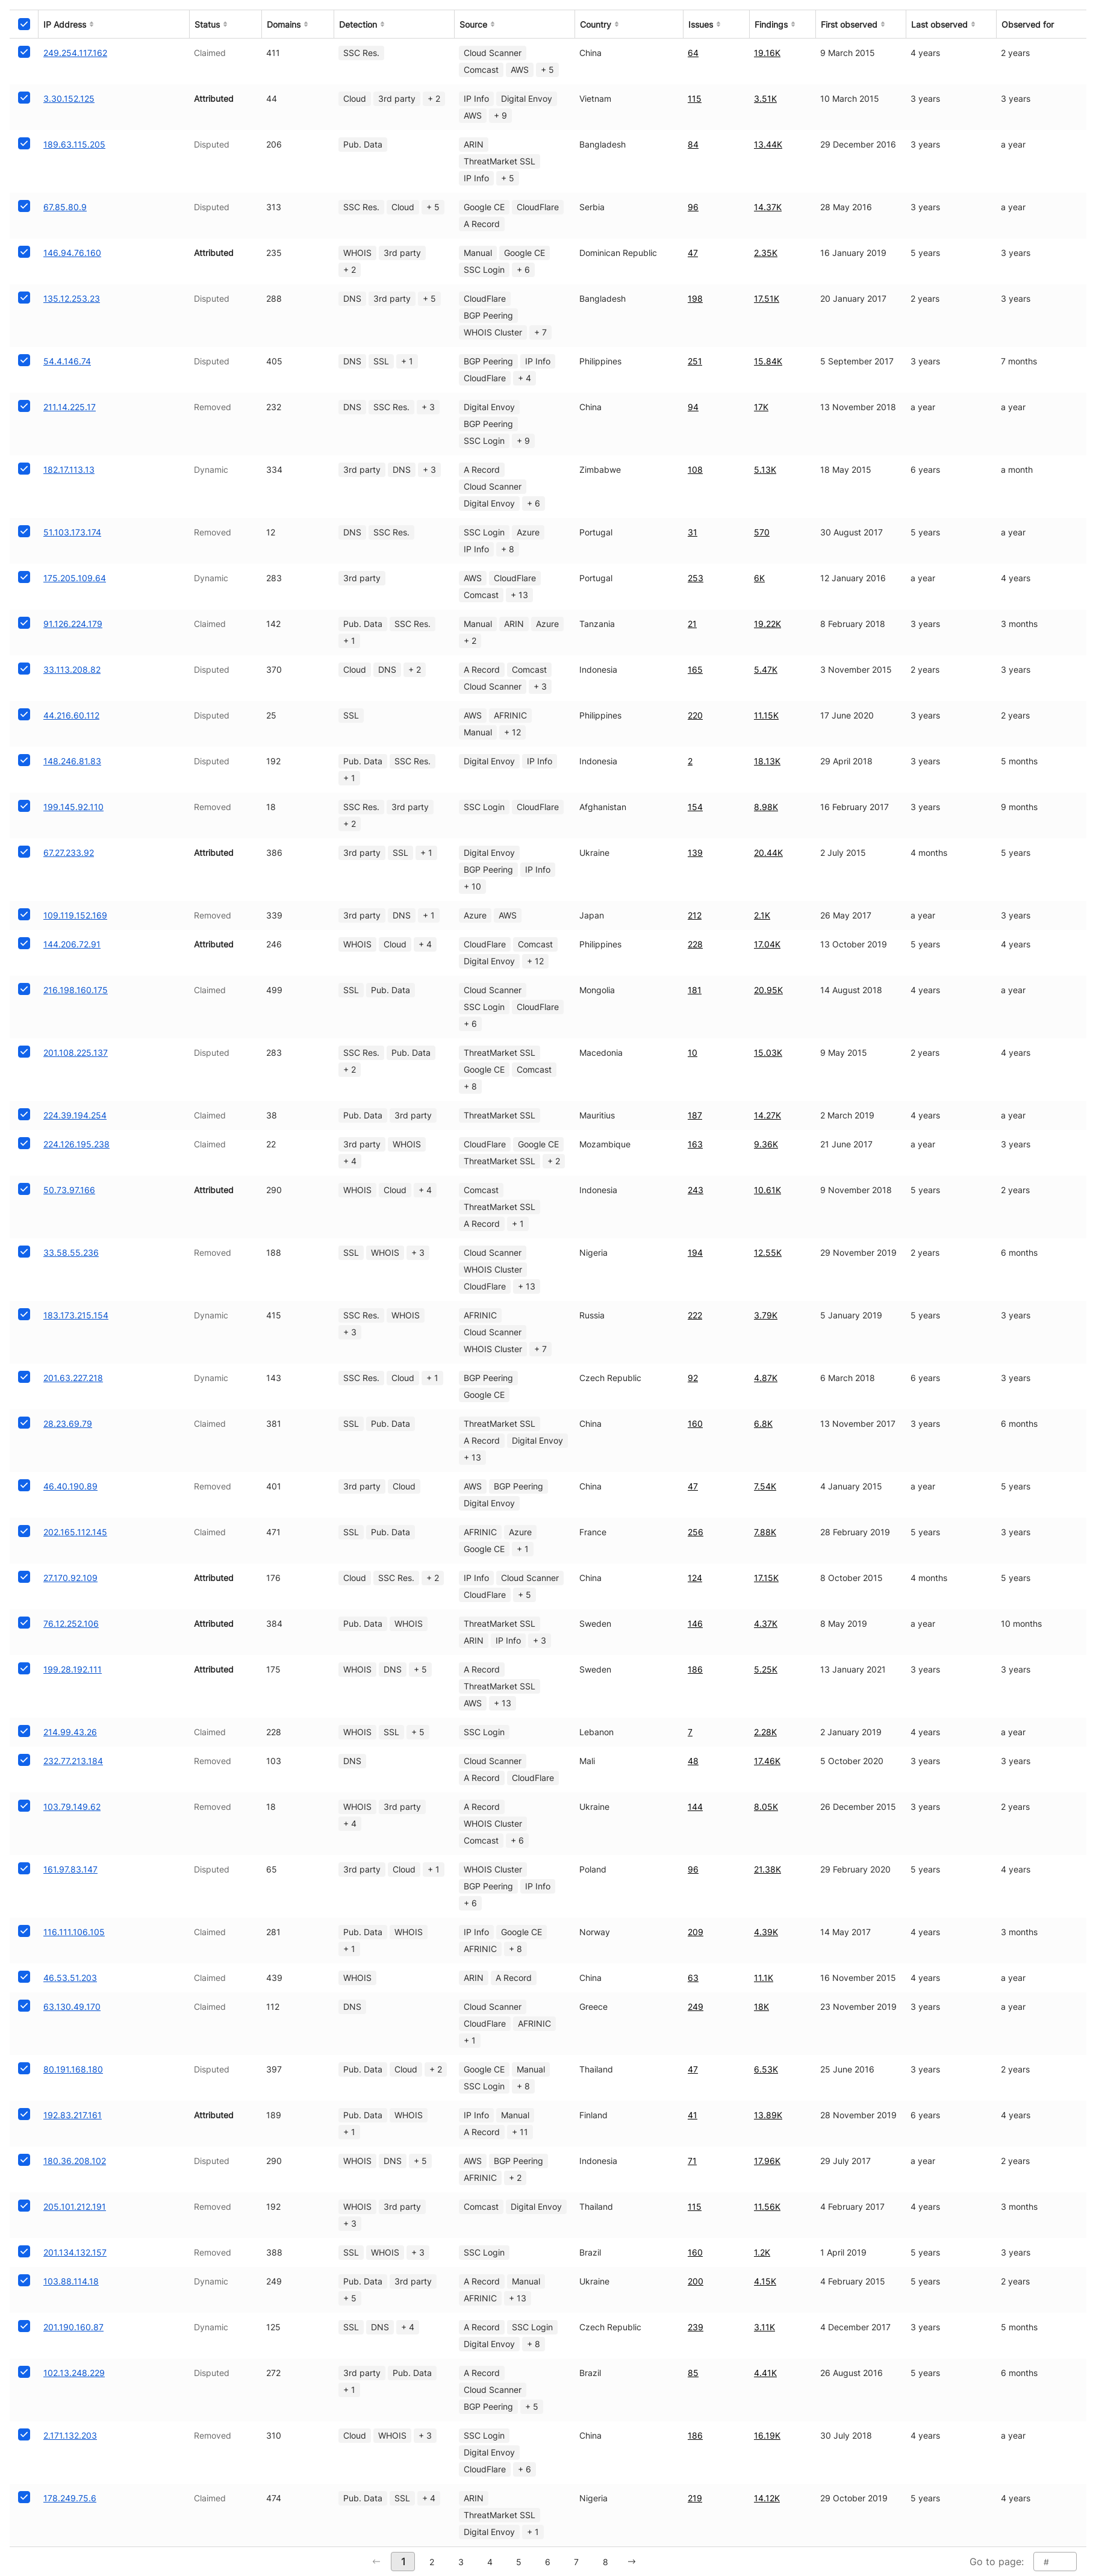 IP Address Status Domains Detection Source Country Issues Findings First observed Last observed Observed for
249.254.117.162 Claimed 411 SSC Res. Cloud Scanner China 64 19.16K 9 March 2015 4 years 2 years
Comcast AWS + 5
3.30.152.125 Attributed 44 Cloud 3rd party + 2 IP Info Digital Envoy Vietnam 115 3.51K 10 March 2015 3 years 3 years
AWS + 9
189.63.115.205 Disputed 206 Pub. Data ARIN Bangladesh 84 13.44K 29 December 2016 3 years a year
ThreatMarket SSL
IP Info + 5
67.85.80.9 Disputed 313 SSC Res. Cloud + 5 Google CE CloudFlare Serbia 96 14.37K 28 May 2016 3 years a year
A Record
146.94.76.160 Attributed 235 WHOIS 3rd party Manual Google CE Dominican Republic 47 2.35K 16 January 2019 5 years 3 years
+ 2 SSC Login + 6
135.12.253.23 Disputed 288 DNS 3rd party + 5 CloudFlare Bangladesh 198 17.51K 20 January 2017 2 years 3 years
BGP Peering
WHOIS Cluster + 7
54.4.146.74 Disputed 405 DNS SSL + 1 BGP Peering IP Info Philippines 251 15.84K 5 September 2017 3 years 7 months
CloudFlare + 4
211.14.225.17 Removed 232 DNS SSC Res. + 3 Digital Envoy China 94 17K 13 November 2018 a year a year
BGP Peering
SSC Login + 9
182.17.113.13 Dynamic 334 3rd party DNS + 3 A Record Zimbabwe 108 5.13K 18 May 2015 6 years a month
Cloud Scanner
Digital Envoy + 6
51.103.173.174 Removed 12 DNS SSC Res. SSC Login Azure Portugal 31 570 30 August 2017 5 years a year
IP Info + 8
175.205.109.64 Dynamic 283 3rd party AWS CloudFlare Portugal 253 6K 12 January 2016 a year 4 years
Comcast + 13
91.126.224.179 Claimed 142 Pub. Data SSC Res. Manual ARIN Azure Tanzania 21 19.22K 8 February 2018 3 years 3 months
+ 1 + 2
33.113.208.82 Disputed 370 Cloud DNS + 2 A Record Comcast Indonesia 165 5.47K 3 November 2015 2 years 3 years
Cloud Scanner + 3
44.216.60.112 Disputed 25 SSL AWS AFRINIC Philippines 220 11.15K 17 June 2020 3 years 2 years
Manual + 12
148.246.81.83 Disputed 192 Pub. Data SSC Res. Digital Envoy IP Info Indonesia 2 18.13K 29 April 2018 3 years 5 months
+ 1
199.145.92.110 Removed 18 SSC Res. 3rd party SSC Login CloudFlare Afghanistan 154 8.98K 16 February 2017 3 years 9 months
+ 2
67.27.233.92 Attributed 386 3rd party SSL + 1 Digital Envoy Ukraine 139 20.44K 2 July 2015 4 months 5 years
BGP Peering IP Info
+ 10
109.119.152.169 Removed 339 3rd party DNS + 1 Azure AWS Japan 212 2.1K 26 May 2017 a year 3 years
144.206.72.91 Attributed 246 WHOIS Cloud + 4 CloudFlare Comcast Philippines 228 17.04K 13 October 2019 5 years 4 years
Digital Envoy + 12
216.198.160.175 Claimed 499 SSL Pub. Data Cloud Scanner Mongolia 181 20.95K 14 August 2018 4 years a year
SSC Login CloudFlare
+ 6
201.108.225.137 Disputed 283 SSC Res. Pub. Data ThreatMarket SSL Macedonia 10 15.03K 9 May 2015 2 years 4 years
+ 2 Google CE Comcast
+ 8
224.39.194.254 Claimed 38 Pub. Data 3rd party ThreatMarket SSL Mauritius 187 14.27K 2 March 2019 4 years a year
224.126.195.238 Claimed 22 3rd party WHOIS CloudFlare Google CE Mozambique 163 9.36K 21 June 2017 a year 3 years
+ 4 ThreatMarket SSL + 2
50.73.97.166 Attributed 290 WHOIS Cloud + 4 Comcast Indonesia 243 10.61K 9 November 2018 5 years 2 years
ThreatMarket SSL
A Record + 1
33.58.55.236 Removed 188 SSL WHOIS + 3 Cloud Scanner Nigeria 194 12.55K 29 November 2019 2 years 6 months
WHOIS Cluster
CloudFlare + 13
183.173.215.154 Dynamic 415 SSC Res. WHOIS AFRINIC Russia 222 3.79K 5 January 2019 5 years 3 years
+ 3 Cloud Scanner
WHOIS Cluster + 7
201.63.227.218 Dynamic 143 SSC Res. Cloud + 1 BGP Peering Czech Republic 92 4.87K 6 March 2018 6 years 3 years
Google CE
28.23.69.79 Claimed 381 SSL Pub. Data ThreatMarket SSL China 160 6.8K 13 November 2017 3 years 6 months
A Record Digital Envoy
+ 13
46.40.190.89 Removed 401 3rd party Cloud AWS BGP Peering China 47 7.54K 4 January 2015 a year 5 years
Digital Envoy
202.165.112.145 Claimed 471 SSL Pub. Data AFRINIC Azure France 256 7.88K 28 February 2019 5 years 3 years
Google CE + 1
27.170.92.109 Attributed 176 Cloud SSC Res. + 2 IP Info Cloud Scanner China 124 17.15K 8 October 2015 4 months 5 years
CloudFlare + 5
76.12.252.106 Attributed 384 Pub. Data WHOIS ThreatMarket SSL Sweden 146 4.37K 8 May 2019 a year 10 months
ARIN IP Info + 3
199.28.192.111 Attributed 175 WHOIS DNS + 5 A Record Sweden 186 5.25K 13 January 2021 3 years 3 years
ThreatMarket SSL
AWS + 13
214.99.43.26 Claimed 228 WHOIS SSL + 5 SSC Login Lebanon 7 2.28K 2 January 2019 4 years a year
232.77.213.184 Removed 103 DNS Cloud Scanner Mali 48 17.46K 5 October 2020 3 years 3 years
A Record CloudFlare
103.79.149.62 Removed 18 WHOIS 3rd party A Record Ukraine 144 8.05K 26 December 2015 3 years 2 years
+ 4 WHOIS Cluster
Comcast + 6
161.97.83.147 Disputed 65 3rd party Cloud + 1 WHOIS Cluster Poland 96 21.38K 29 February 2020 5 years 4 years
BGP Peering IP Info
+ 6
116.111.106.105 Claimed 281 Pub. Data WHOIS IP Info Google CE Norway 209 4.39K 14 May 2017 4 years 3 months
+ 1 AFRINIC + 8
46.53.51.203 Claimed 439 WHOIS ARIN A Record China 63 11.1K 16 November 2015 4 years a year
63.130.49.170 Claimed 112 DNS Cloud Scanner Greece 249 18K 23 November 2019 3 years a year
CloudFlare AFRINIC
+ 1
80.191.168.180 Disputed 397 Pub. Data Cloud + 2 Google CE Manual Thailand 47 6.53K 25 June 2016 3 years 2 years
SSC Login + 8
192.83.217.161 Attributed 189 Pub. Data WHOIS IP Info Manual Finland 41 13.89K 28 November 2019 6 years 4 years
+ 1 A Record + 11
180.36.208.102 Disputed 290 WHOIS DNS + 5 AWS BGP Peering Indonesia 71 17.96K 29 July 2017 a year 2 years
AFRINIC + 2
205.101.212.191 Removed 192 WHOIS 3rd party Comcast Digital Envoy Thailand 115 11.56K 4 February 2017 4 years 3 months
+ 3
201.134.132.157 Removed 388 SSL WHOIS + 3 SSC Login Brazil 160 1.2K 1 April 2019 5 years 3 years
103.88.114.18 Dynamic 249 Pub. Data 3rd party A Record Manual Ukraine 200 4.15K 4 February 2015 5 years 2 years
+ 5 AFRINIC + 13
201.190.160.87 Dynamic 125 SSL DNS + 4 A Record SSC Login Czech Republic 239 3.11K 4 December 2017 3 years 5 months
Digital Envoy + 8
102.13.248.229 Disputed 272 3rd party Pub. Data A Record Brazil 85 4.41K 26 August 2016 5 years 6 months
+ 1 Cloud Scanner
BGP Peering + 5
2.171.132.203 Removed 310 Cloud WHOIS + 3 SSC Login China 186 16.19K 30 July 2018 4 years a year
Digital Envoy
CloudFlare + 6
178.249.75.6 Claimed 474 Pub. Data SSL + 4 ARIN Nigeria 219 14.12K 29 October 2019 5 years 4 years
ThreatMarket SSL
Digital Envoy + 1
← 1 2 3 4 5 6 7 8 → Go to page: #